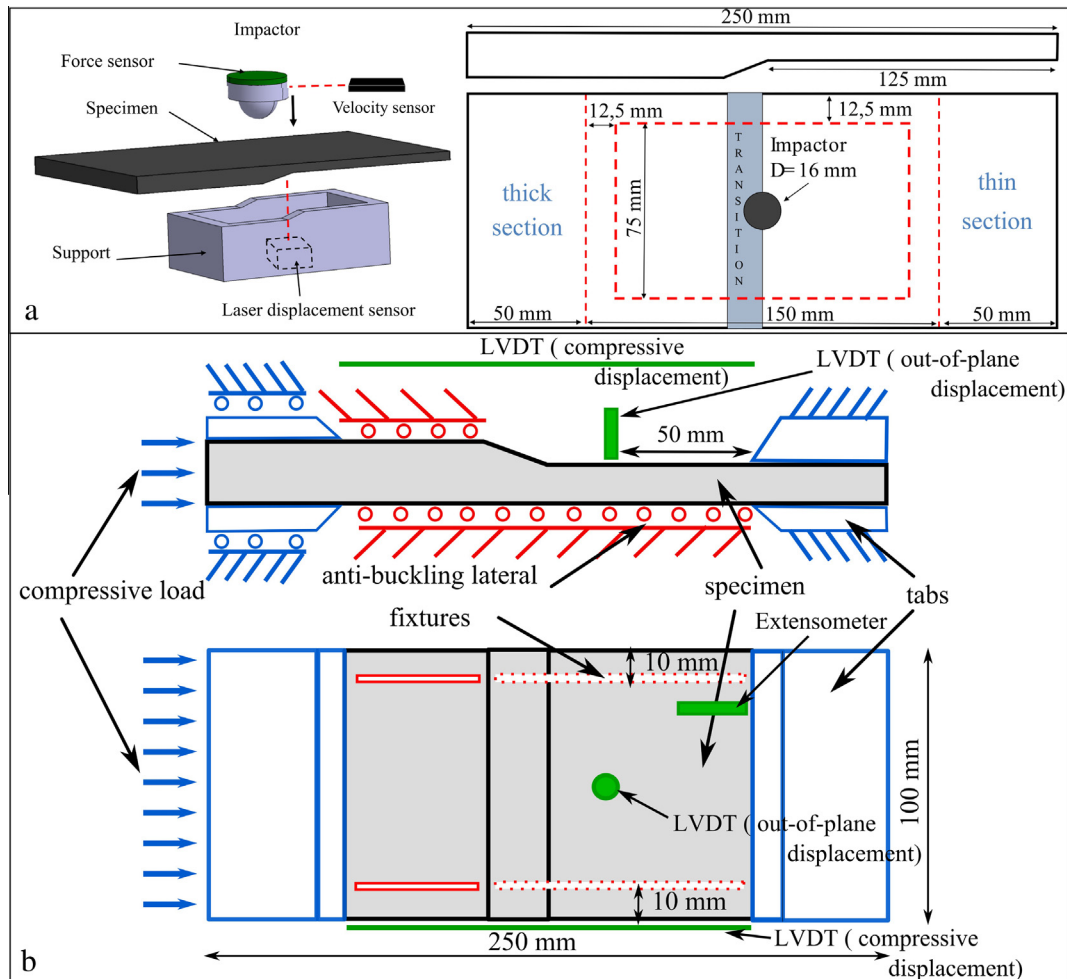 Impactor
Force sensor
Velocity sensor
Specimen
Support
Laser displacement sensor
a
250 mm
125 mm
12,5 mm
12,5 mm
TRANSITION
Impactor
D= 16 mm
75 mm
thick
section
thin
section
50 mm
150 mm
50 mm
LVDT ( compressive
displacement)
LVDT ( out-of-plane
displacement)
50 mm
compressive load
anti-buckling lateral
fixtures
specimen
tabs
Extensometer
10 mm
100 mm
LVDT ( out-of-plane
displacement)
10 mm
250 mm
LVDT ( compressive
displacement)
b